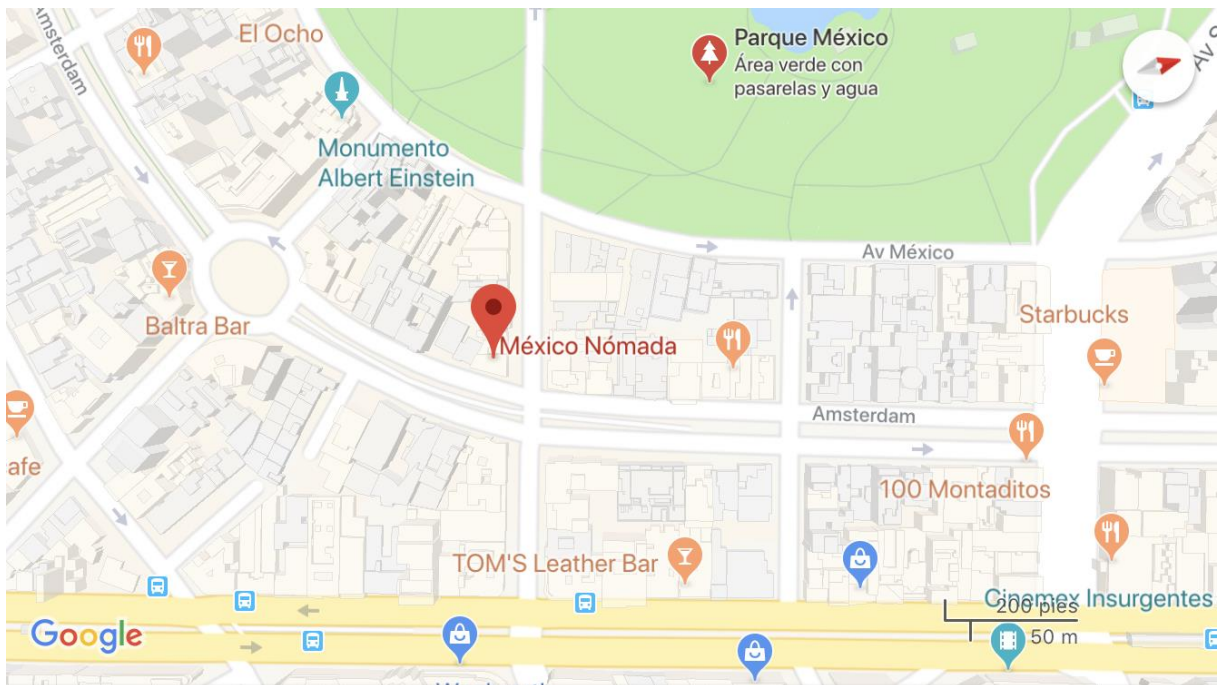 Amsterdam
El Ocho
Parque México
Área verde con
pasarelas y agua
Monumento
Albert Einstein
Av México
Baltra Bar
México Nómada
Starbucks
Amsterdam
afe
100 Montaditos
TOM'S Leather Bar
Cinemex Insurgentes
200 pies
50 m
Google